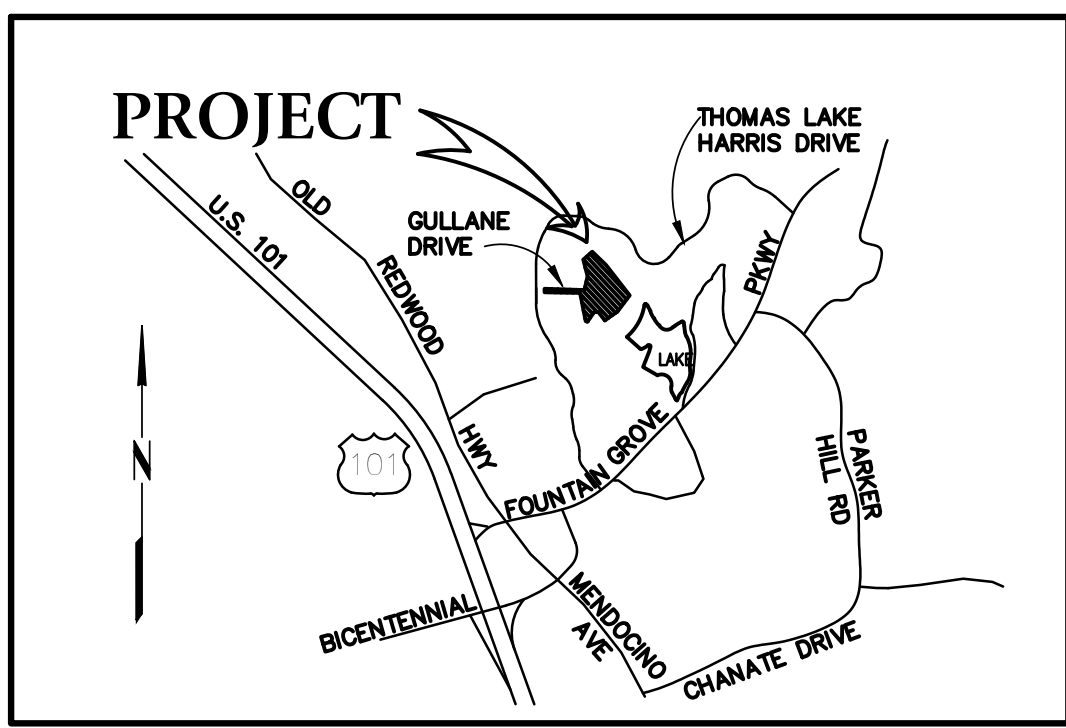 PROJECT
THOMAS LAKE
HARRIS DRIVE
GULLANE
DRIVE
U.S. 101
OLD
REDWOOD
HWY
PKWY
LAKE
101
N
FOUNTAIN GROVE
PARKER
HILL RD
BICENTENNIAL
MENDOCINO
AVE
CHANATE DRIVE